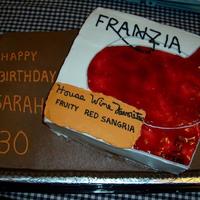 HAPPY
BIRTHDAY
SARAH
30
FRANZIA
House Wine Favorites
FRUITY RED SANGRIA